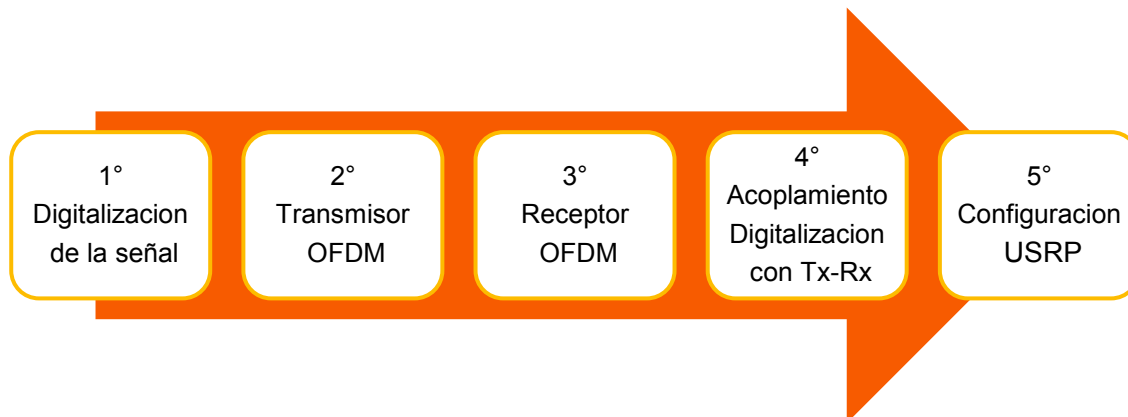 1°
Digitalizacion
de la señal
2°
Transmisor
OFDM
3°
Receptor
OFDM
4°
Acoplamiento
Digitalizacion
con Tx-Rx
5°
Configuracion
USRP